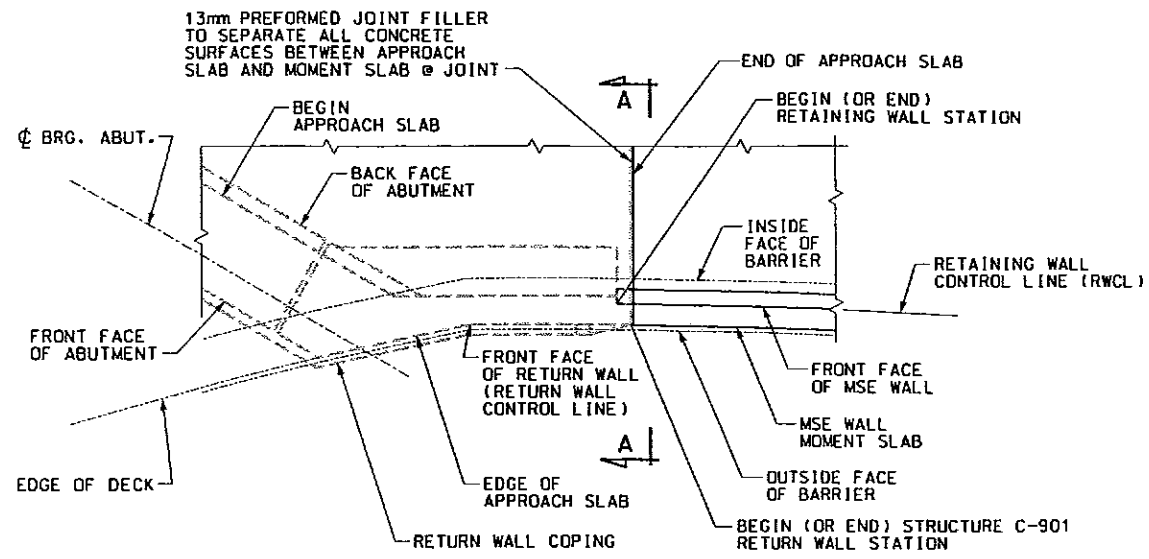 13mm PREFORMED JOINT FILLER
TO SEPARATE ALL CONCRETE
SURFACES BETWEEN APPROACH
SLAB AND MOMENT SLAB @ JOINT
A
END OF APPROACH SLAB
BEGIN
APPROACH SLAB
BEGIN (OR END)
RETAINING WALL STATION
℄ BRG. ABUT.
BACK FACE
OF ABUTMENT
INSIDE
FACE OF
BARRIER
RETAINING WALL
CONTROL LINE (RWCL)
FRONT FACE
OF ABUTMENT
FRONT FACE
OF RETURN WALL
(RETURN WALL
CONTROL LINE)
FRONT FACE
OF MSE WALL
MSE WALL
MOMENT SLAB
A
EDGE OF DECK
EDGE OF
APPROACH SLAB
OUTSIDE FACE
OF BARRIER
RETURN WALL COPING
BEGIN (OR END) STRUCTURE C-901
RETURN WALL STATION